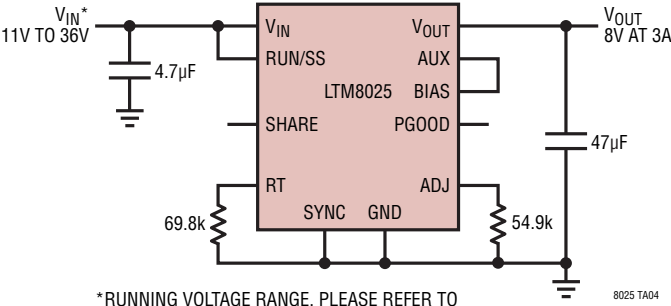 VIN*
11V TO 36V
4.7µF
VIN
RUN/SS
SHARE
RT
VOUT
AUX
BIAS
LTM8025
PGOOD
ADJ
SYNC GND
VOUT
8V AT 3A
47µF
69.8k
54.9k
*RUNNING VOLTAGE RANGE. PLEASE REFER TO
8025 TA04